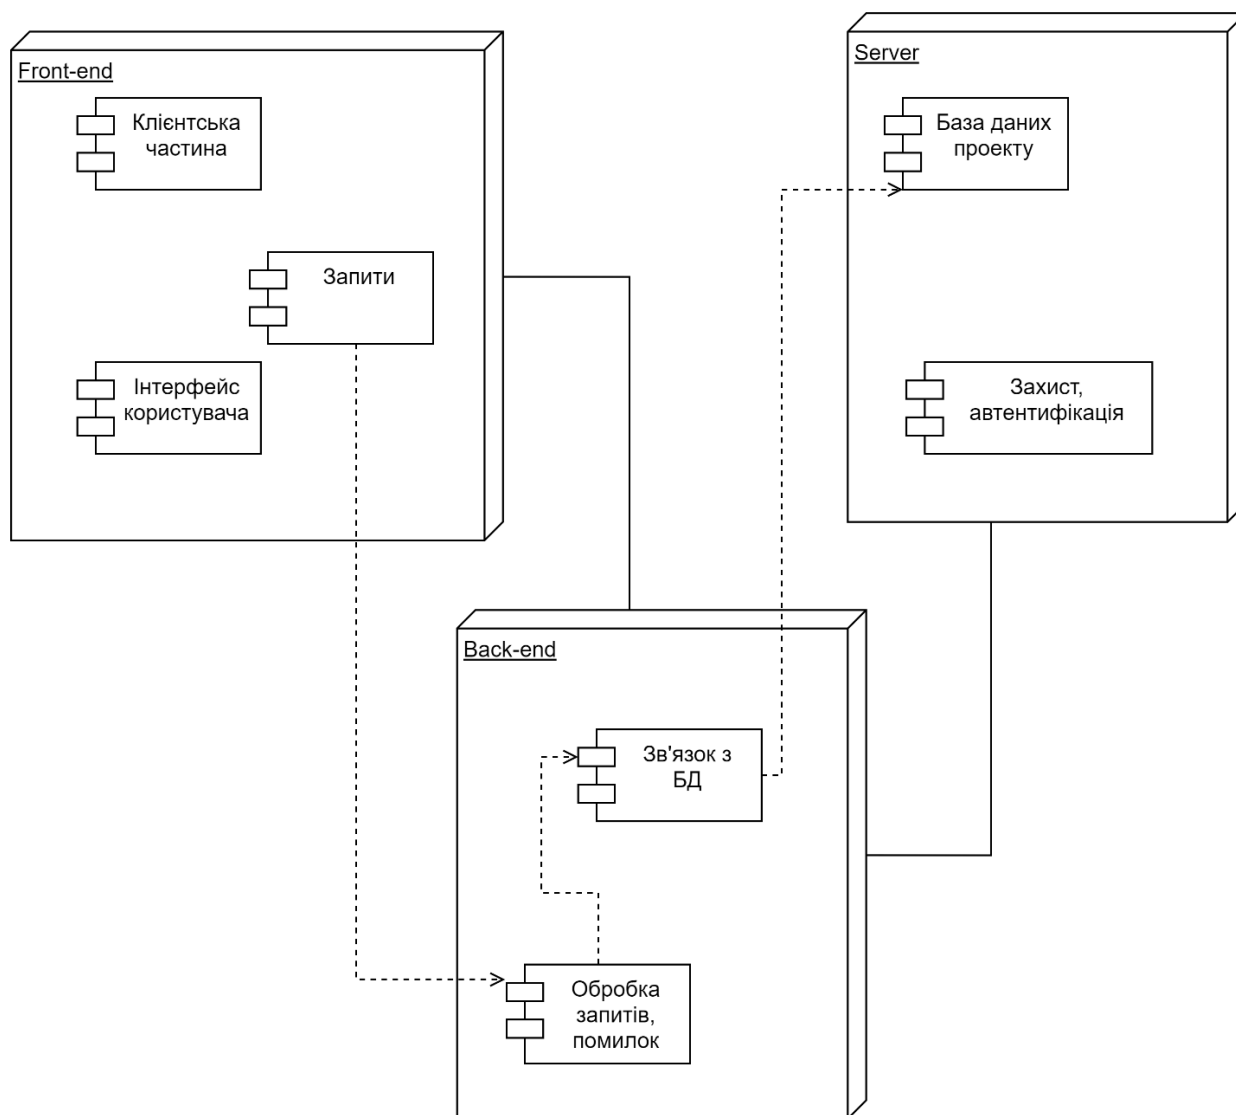 Front-end
Клієнтська
частина
Запити
Інтерфейс
користувача
Server
База даних
проекту
Захист,
автентифікація
Back-end
Зв'язок з
БД
Обробка
запитів,
помилок